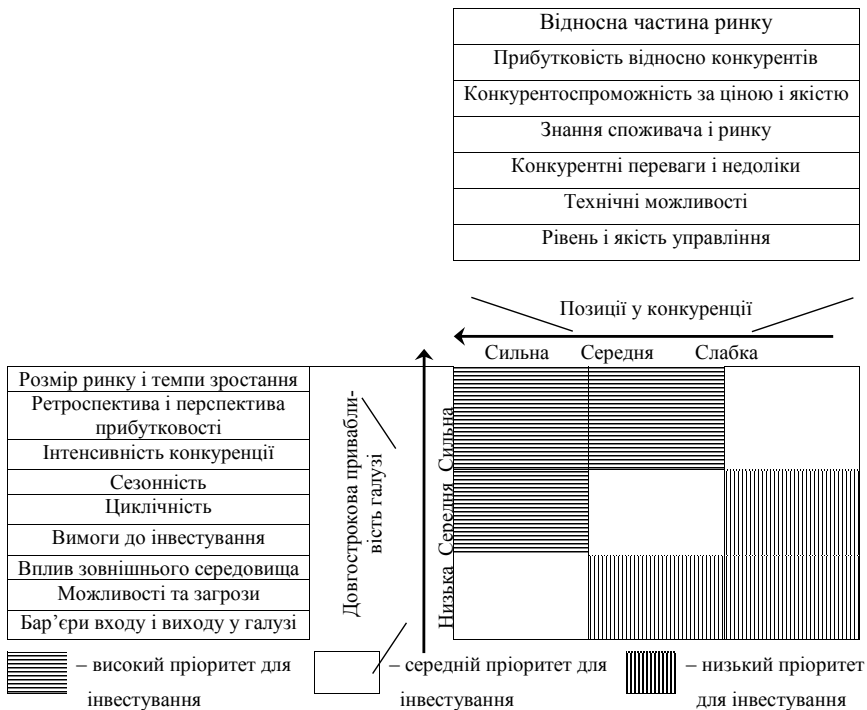 Відносна частина ринку
Прибутковість відносно конкурентів
Конкурентоспроможність за ціною і якістю
Знання споживача і ринку
Конкурентні переваги і недоліки
Технічні можливості
Рівень і якість управління
Позиції у конкуренції
Сильна Середня Слабка
Розмір ринку і темпи зростання
Ретроспектива і перспектива
прибутковості
Інтенсивність конкуренції
Сезонність
Циклічність
Вимоги до інвестування
Вплив зовнішнього середовища
Можливості та загрози
Бар’єри входу і виходу у галузі
Довгострокова привабли-
вість галузі
Низька Середня Сильна
– високий пріоритет для
інвестування
– середній пріоритет для
інвестування
– низький пріоритет
для інвестування